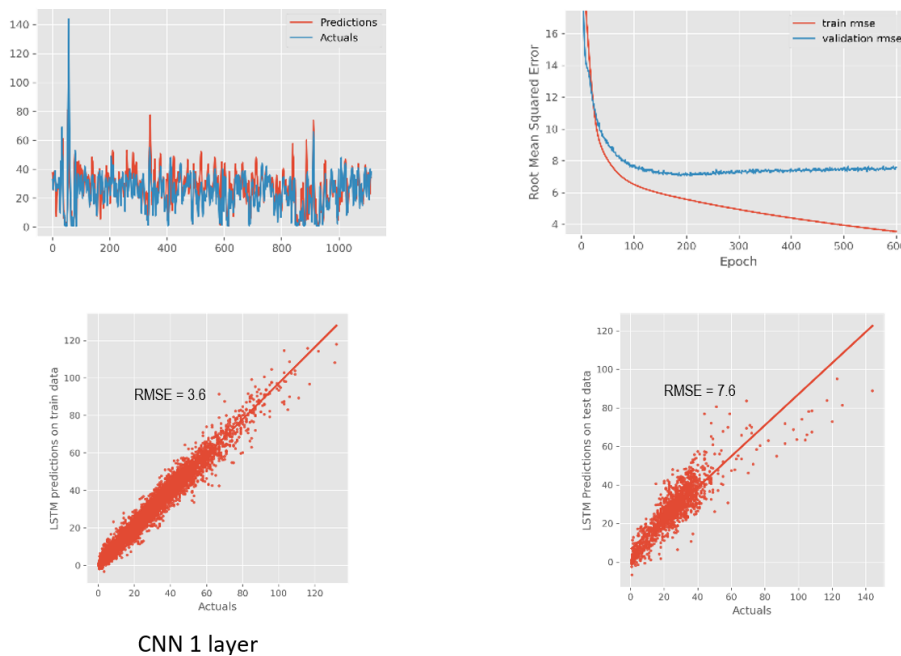 Predictions
Actuals
140
120
100
80
60
40
20
0
0 200 400 600 800 1000
train rmse
validation rmse
Root Mean Squared Error
16
14
12
10
8
6
4
0 100 200 300 400 500 600
Epoch
LSTM predictions on train data
RMSE = 3.6
120
100
80
60
40
20
0
0 20 40 60 80 100 120
Actuals
LSTM Predictions on test data
RMSE = 7.6
120
100
80
60
40
20
0
0 20 40 60 80 100 120 140
Actuals
CNN 1 layer